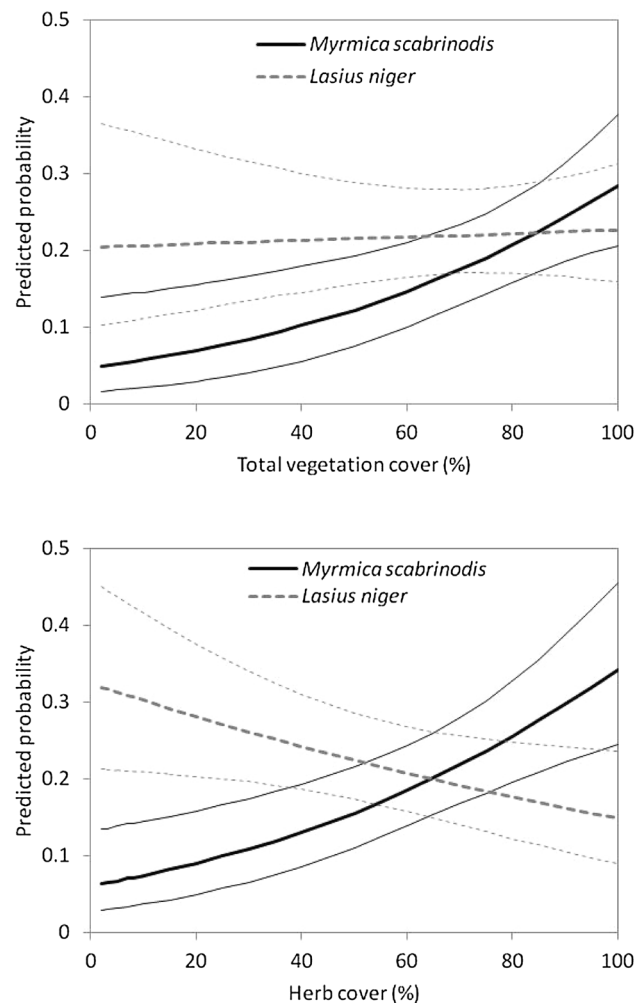 0.5
Myrmica scabrinodis
Lasius niger
0.4
0.3
0.2
0.1
0
Predicted probability
0 20 40 60 80 100
Total vegetation cover (%)
0.5
Myrmica scabrinodis
Lasius niger
0.4
0.3
0.2
0.1
0
Predicted probability
0 20 40 60 80 100
Herb cover (%)